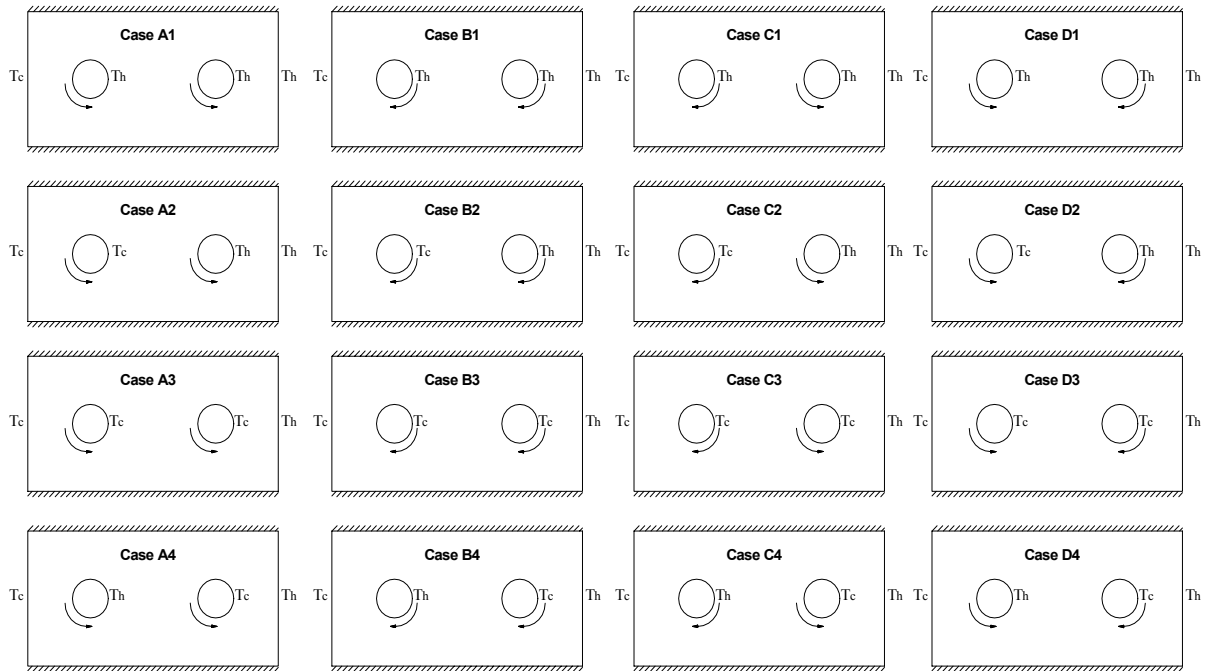 Case A1 Case B1 Case C1 Case D1
Tc Th Th Th Tc Th Th Th Tc Th Th Th Tc Th Th Th
Case A2 Case B2 Case C2 Case D2
Tc Tc Th Th Tc Tc Th Th Tc Tc Th Th Tc Tc Th Th
Case A3 Case B3 Case C3 Case D3
Tc Tc Tc Th Tc Tc Tc Th Tc Tc Tc Th Tc Tc Tc Th
Case A4 Case B4 Case C4 Case D4
Tc Th Tc Th Tc Th Tc Th Tc Th Tc Th Tc Th Tc Th